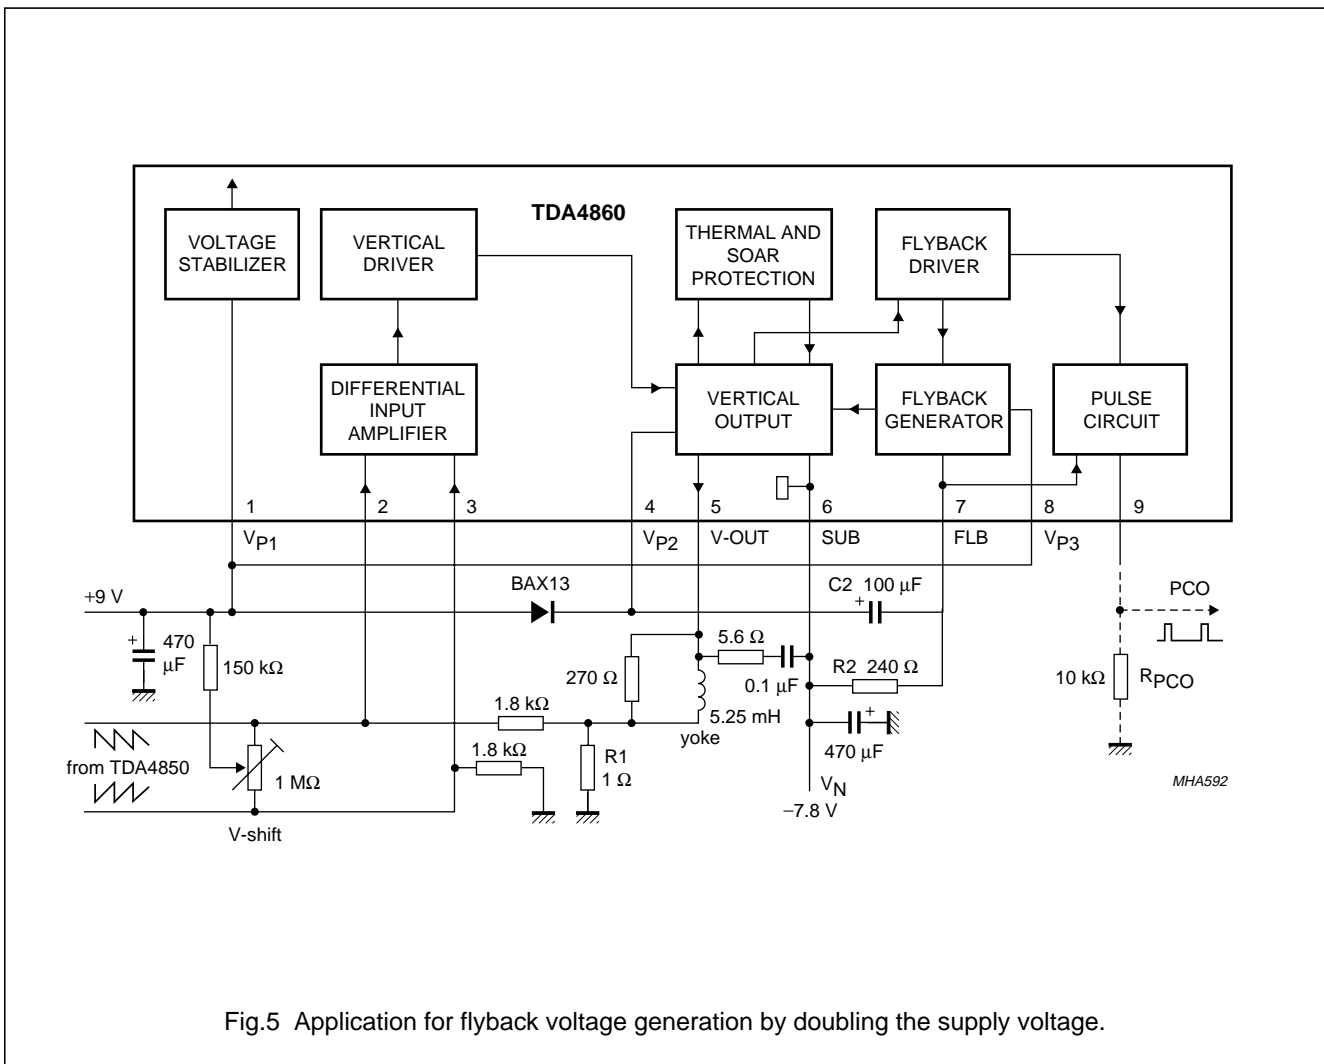 TDA4860
VOLTAGE
STABILIZER
VERTICAL
DRIVER
THERMAL AND
SOAR
PROTECTION
FLYBACK
DRIVER
DIFFERENTIAL
INPUT
AMPLIFIER
VERTICAL
OUTPUT
FLYBACK
GENERATOR
PULSE
CIRCUIT
1 2 3 4 5 6 7 8 9
VP1 VP2 V-OUT SUB FLB VP3
BAX13
C2 100 μF
+
+9 V
PCO
+
470
μF
150 kΩ
270 Ω
5.6 Ω
0.1 μF
R2 240 Ω
10 kΩ
RPCO
1.8 kΩ
5.25 mH
yoke
+
470 μF
from TDA4850
1 MΩ
1.8 kΩ
R1
1 Ω
VN
−7.8 V
MHA592
V-shift
Fig.5 Application for flyback voltage generation by doubling the supply voltage.